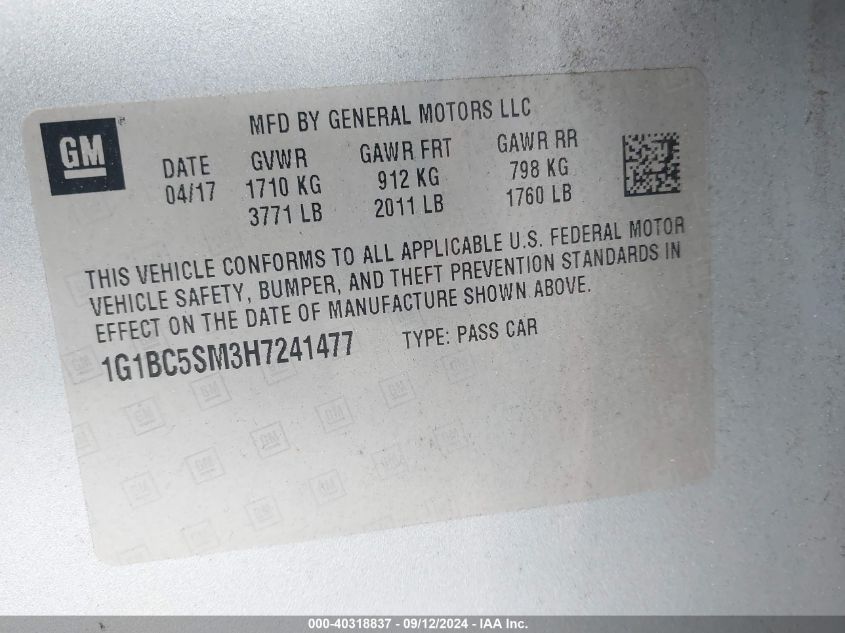 MFD BY GENERAL MOTORS LLC
GM
DATE GVWR GAWR FRT GAWR RR
04/17 1710 KG 912 KG 798 KG
3771 LB 2011 LB 1760 LB
THIS VEHICLE CONFORMS TO ALL APPLICABLE U.S. FEDERAL MOTOR
VEHICLE SAFETY, BUMPER, AND THEFT PREVENTION STANDARDS IN
EFFECT ON THE DATE OF MANUFACTURE SHOWN ABOVE.
1G1BC5SM3H7241477 TYPE: PASS CAR
000-40318837 - 09/12/2024 - IAA Inc.